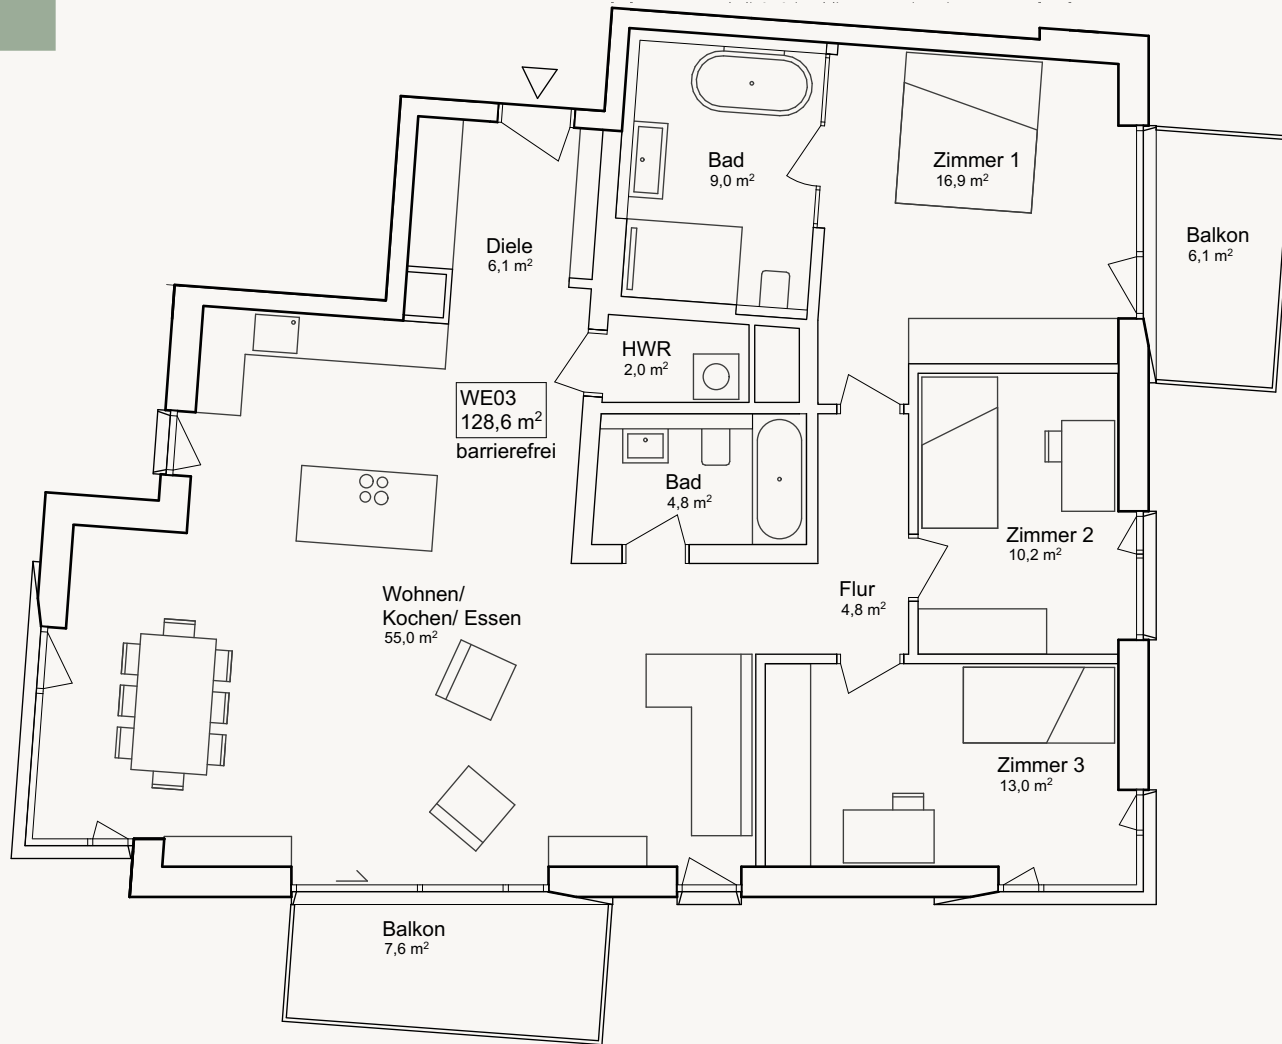 Bad
9,0 m²
Zimmer 1
16,9 m²
Balkon
6,1 m²
Diele
6,1 m²
HWR
2,0 m²
WE03
128,6 m²
barrierefrei
Bad
4,8 m²
Zimmer 2
10,2 m²
Wohnen/
Kochen/ Essen
55,0 m²
Flur
4,8 m²
Zimmer 3
13,0 m²
Balkon
7,6 m²